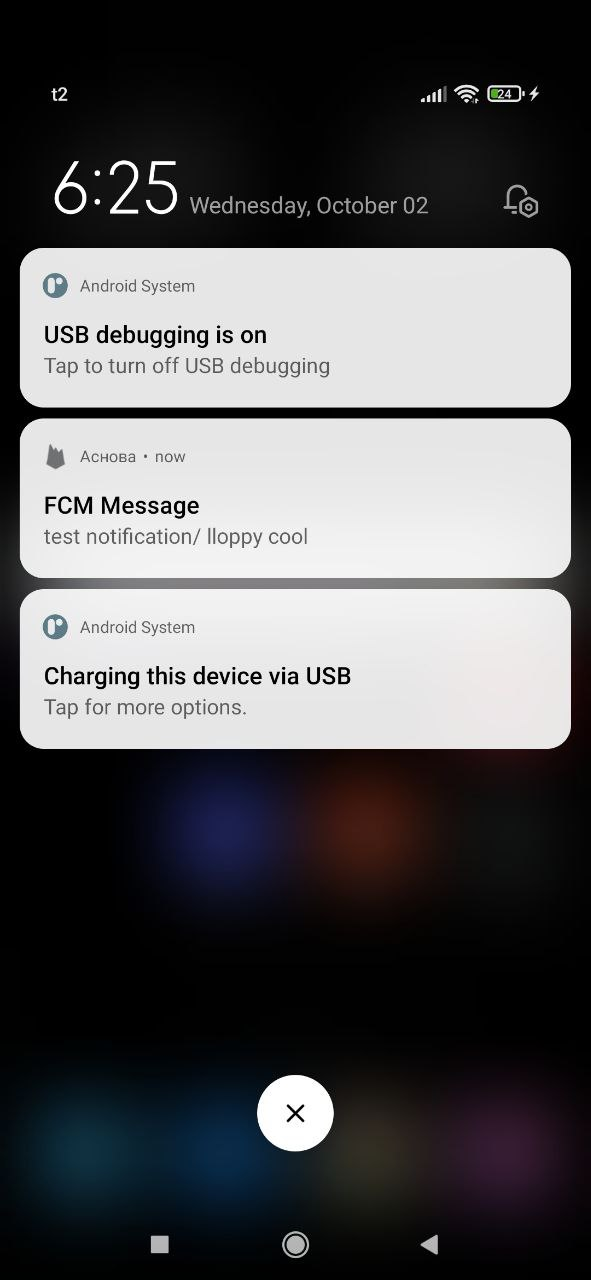 t2
24
6:25 Wednesday, October 02
Android System
USB debugging is on
Tap to turn off USB debugging
Аснова • now
FCM Message
test notification/ lloppy cool
Android System
Charging this device via USB
Tap for more options.